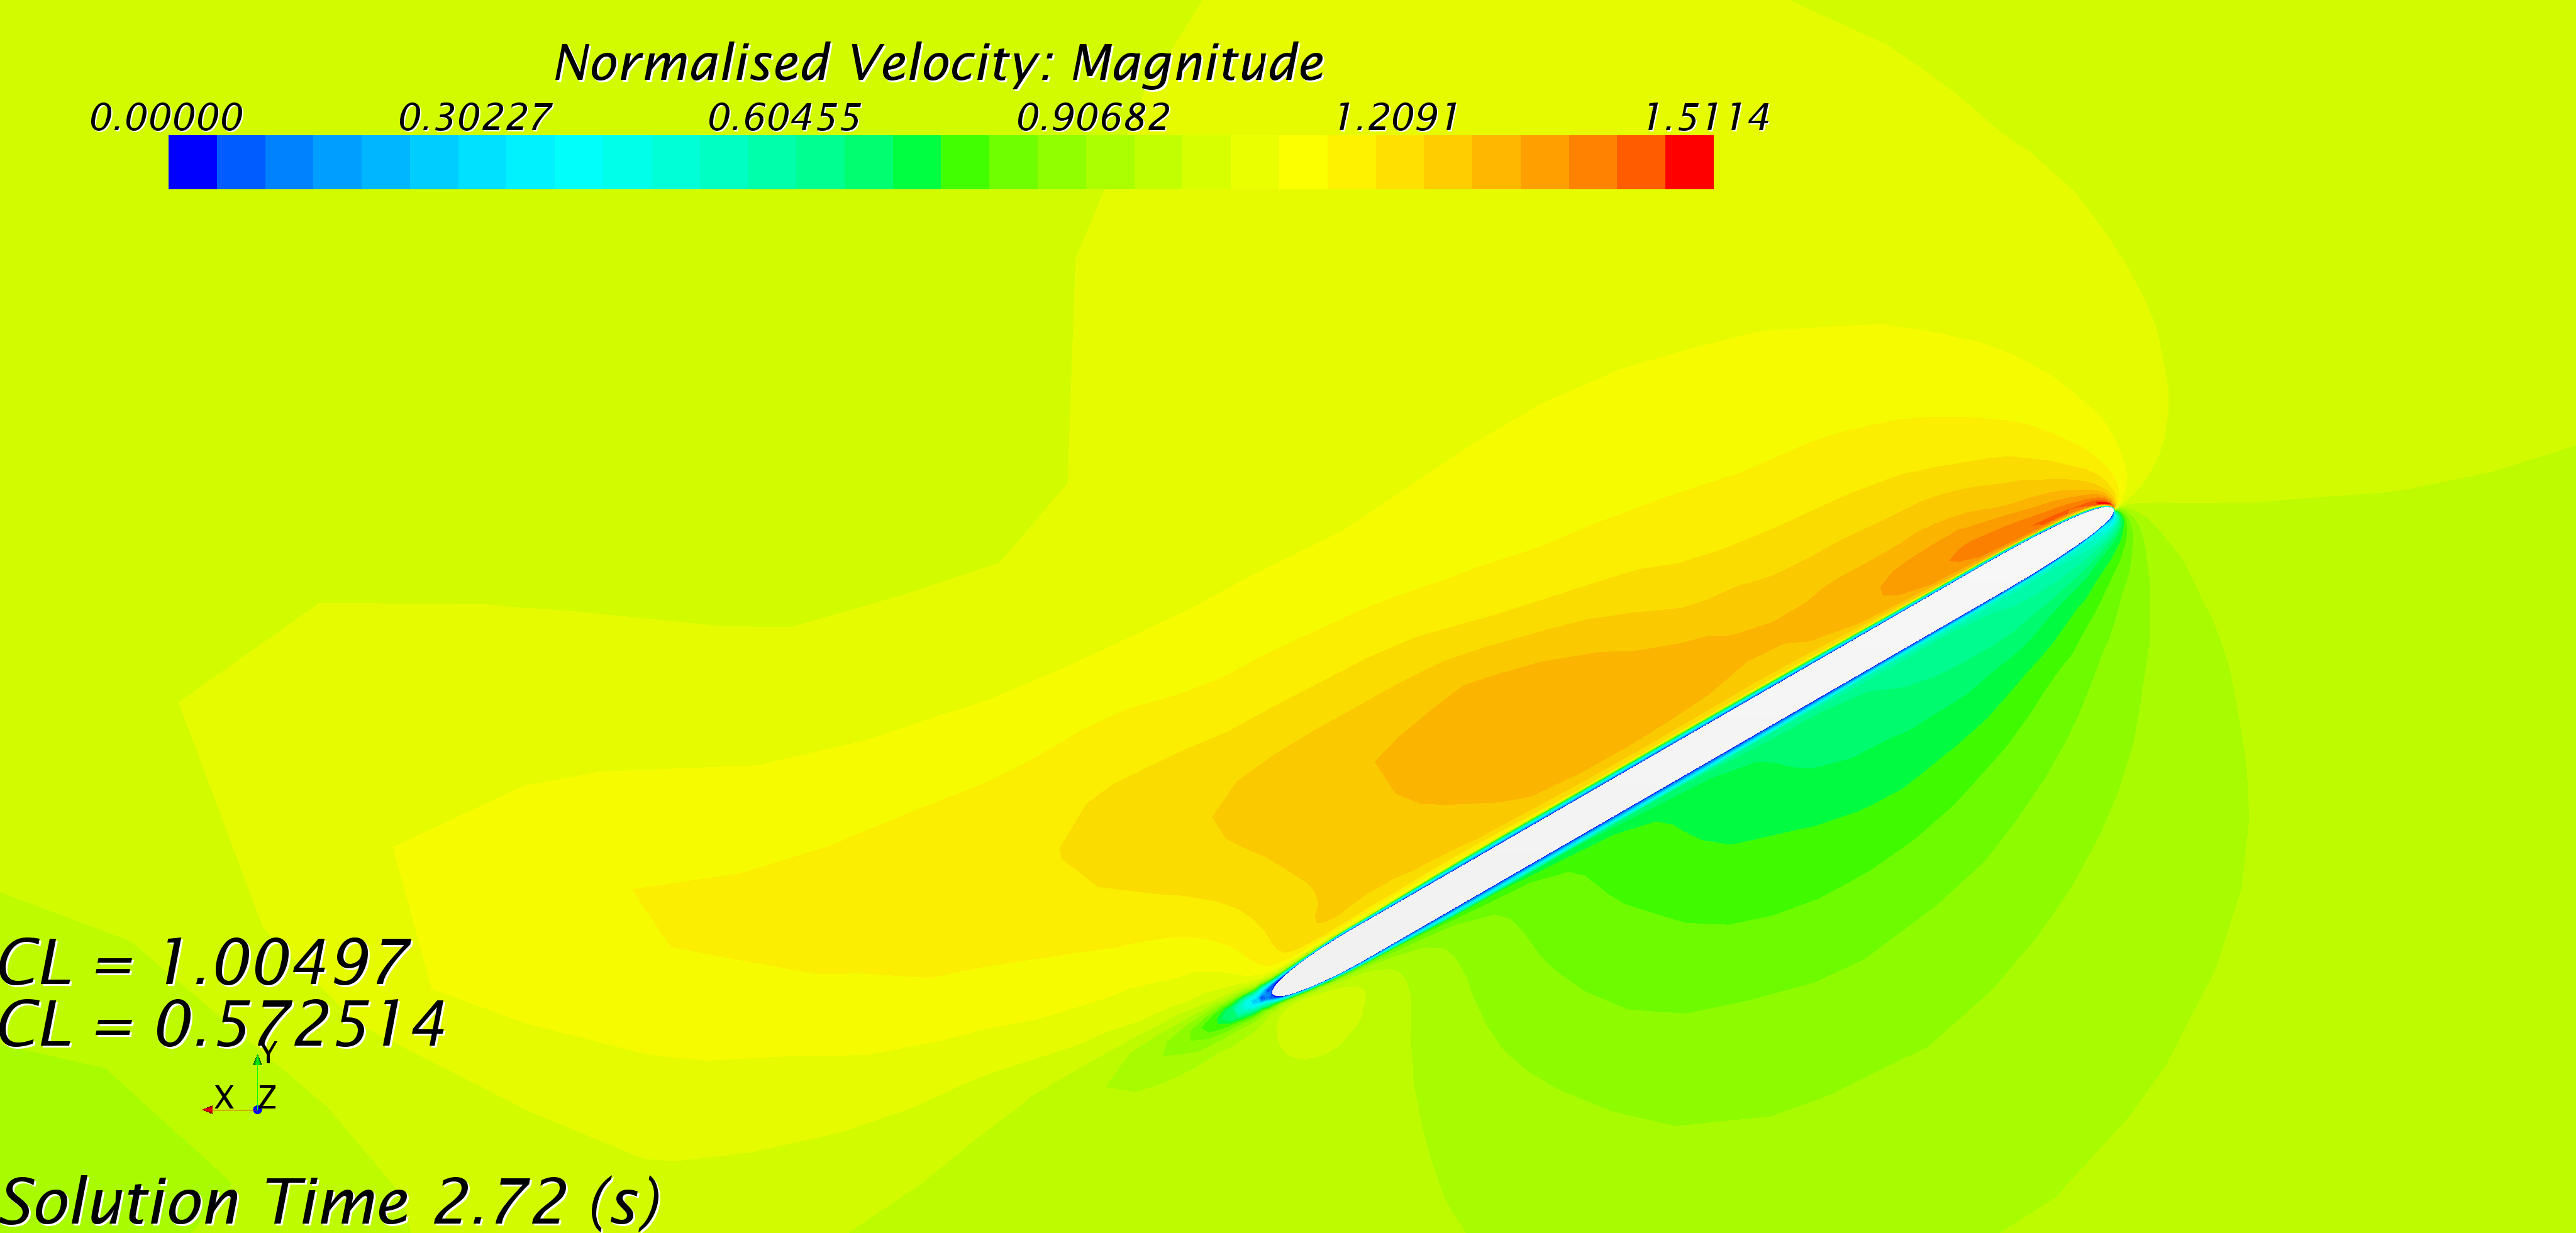 Normalised Velocity: Magnitude
0.00000 0.30227 0.60455 0.90682 1.2091 1.5114
CL = 1.00497
CL = 0.572514
Y
X Z
Solution Time 2.72 (s)